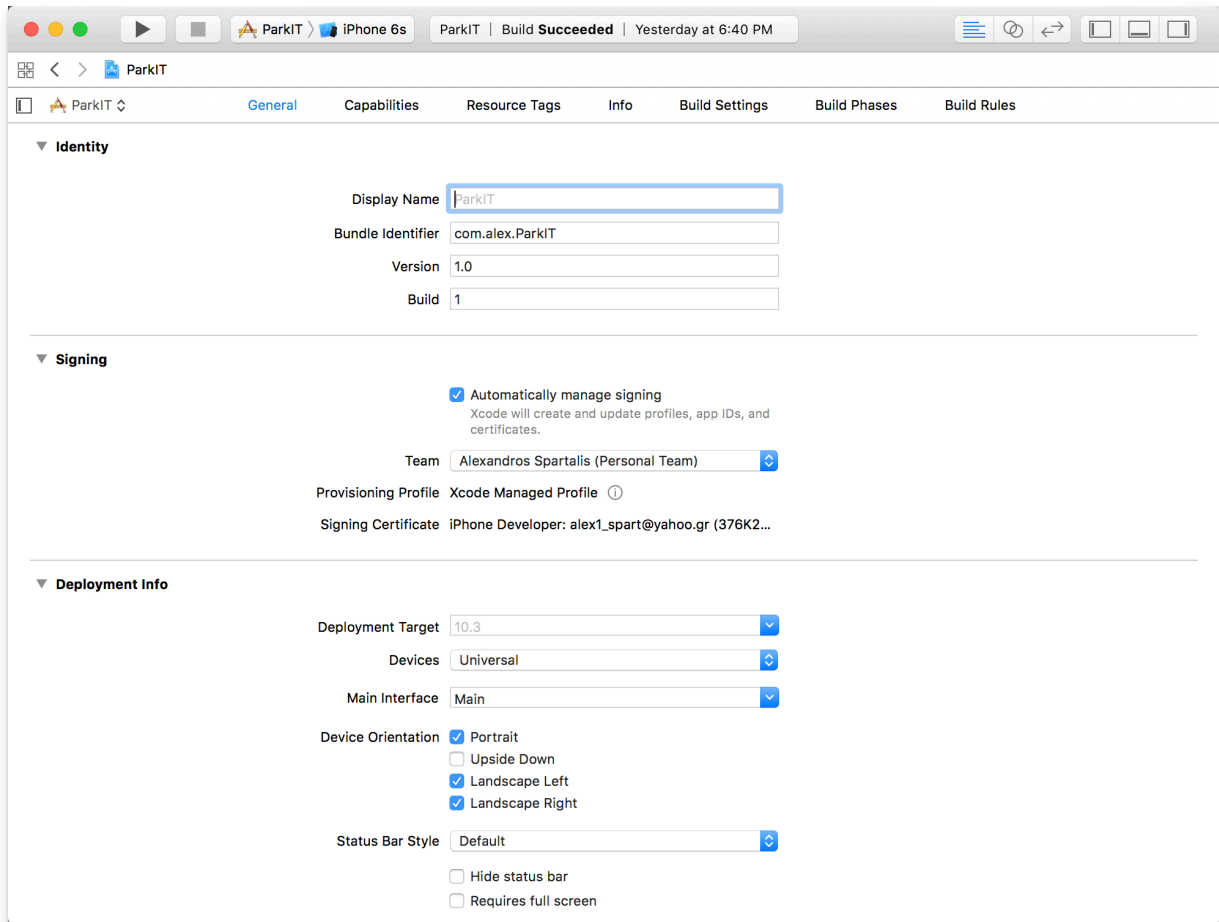 ParkIT iPhone 6s ParkIT | Build Succeeded | Yesterday at 6:40 PM
ParkIT
ParkIT General Capabilities Resource Tags Info Build Settings Build Phases Build Rules
Identity
Display Name ParkIT
Bundle Identifier com.alex.ParkIT
Version 1.0
Build 1
Signing
Automatically manage signing
Xcode will create and update profiles, app IDs, and
certificates.
Team Alexandros Spartalis (Personal Team)
Provisioning Profile Xcode Managed Profile
Signing Certificate iPhone Developer: alex1_spart@yahoo.gr (376K2...
Deployment Info
Deployment Target 10.3
Devices Universal
Main Interface Main
Device Orientation Portrait
Upside Down
Landscape Left
Landscape Right
Status Bar Style Default
Hide status bar
Requires full screen